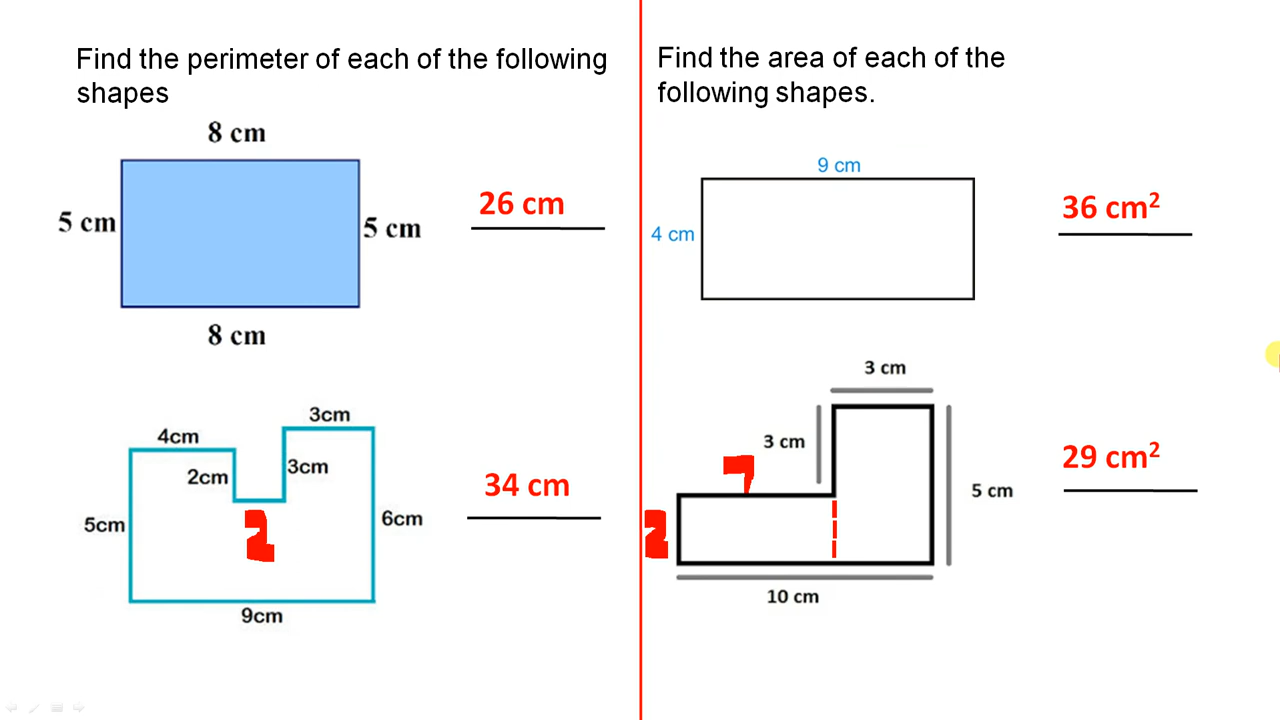 Find the perimeter of each of the following
shapes
8 cm
5 cm
5 cm
26 cm
8 cm
3cm
4cm
2cm
3cm
5cm
6cm
2
9cm
34 cm
Find the area of each of the
following shapes.
9 cm
4 cm
36 cm²
3 cm
3 cm
7
2
5 cm
10 cm
29 cm²